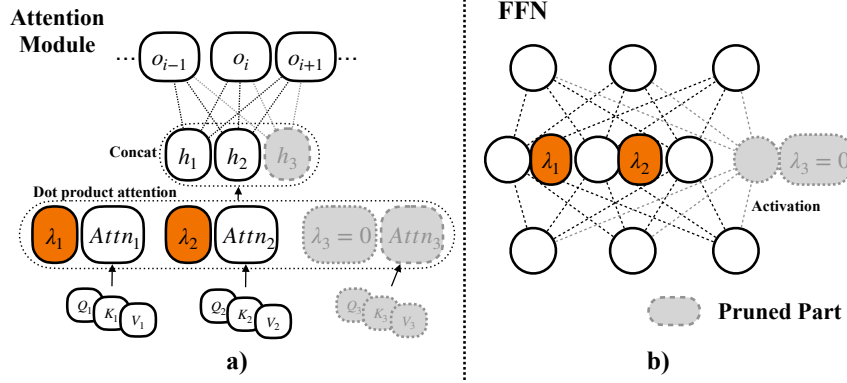 Attention
Module
... o_{i−1} o_i o_{i+1} ...
Concat
h_1 h_2 h_3
Dot product attention
λ_1 Attn_1 λ_2 Attn_2 λ_3 = 0 Attn_3
Q_1 K_1 V_1 Q_2 K_2 V_2 Q_3 K_3 V_3
a)
FFN
λ_1 λ_2 λ_3 = 0
Activation
Pruned Part
b)